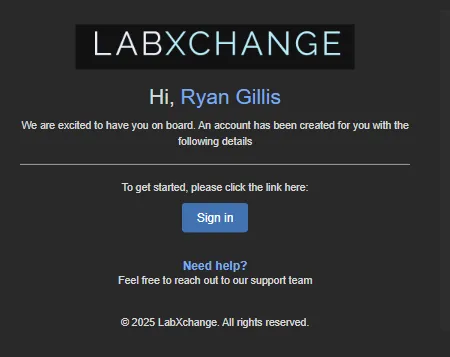 LABXCHANGE
Hi, Ryan Gillis
We are excited to have you on board. An account has been created for you with the
following details
To get started, please click the link here:
Sign in
Need help?
Feel free to reach out to our support team
© 2025 LabXchange. All rights reserved.